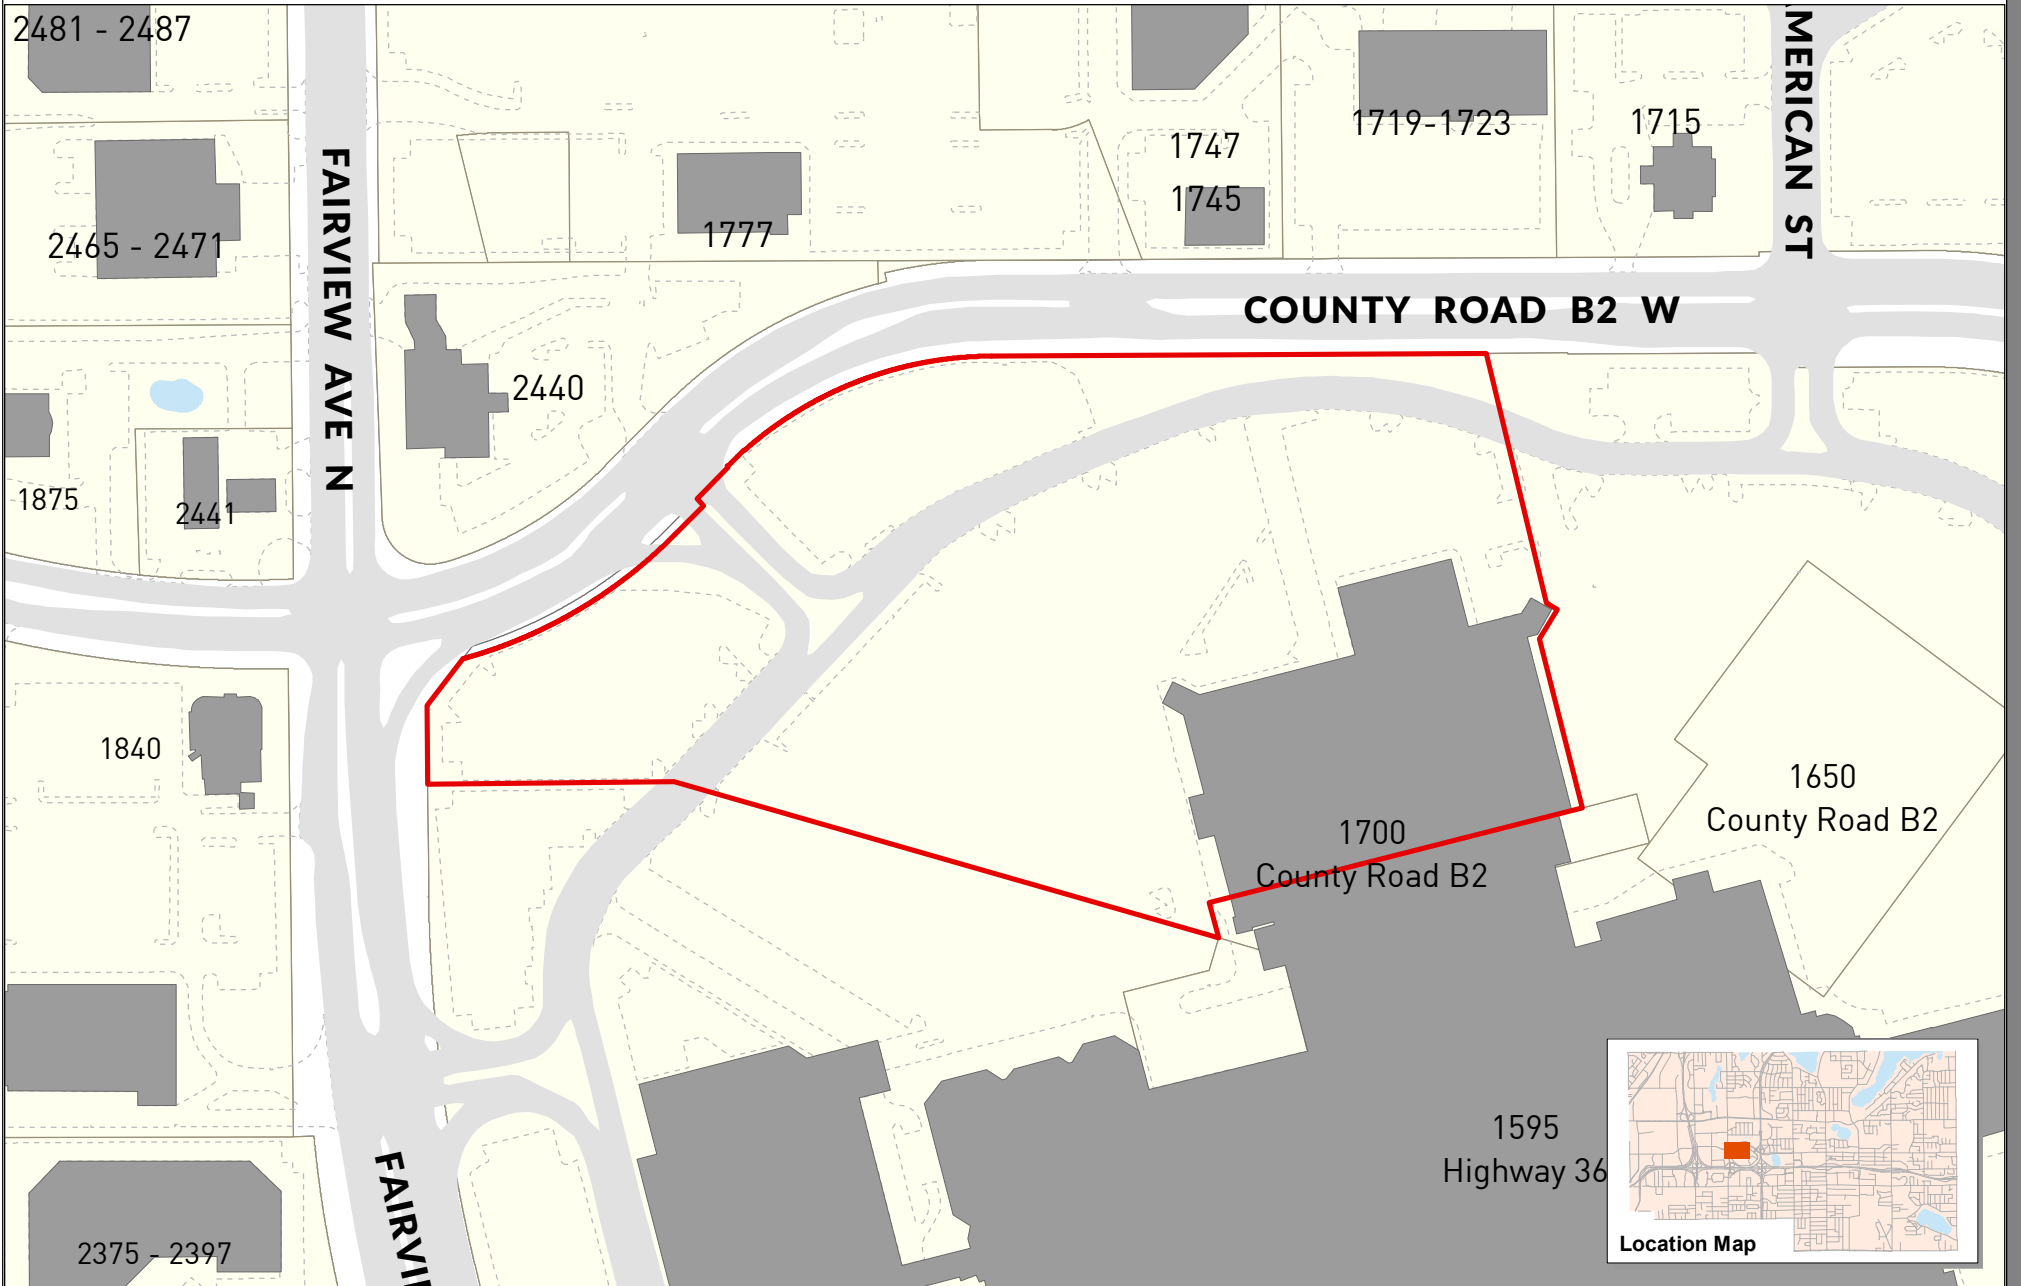 2481 - 2487
MERICAN ST
1719-1723
1715
1747
1745
FAIRVIEW AVE N
2465 - 2471
1777
COUNTY ROAD B2 W
2440
1875
2441
1840
1650
County Road B2
1700
County Road B2
1595
Highway 36
FAIRVI
2375 - 2397
Location Map